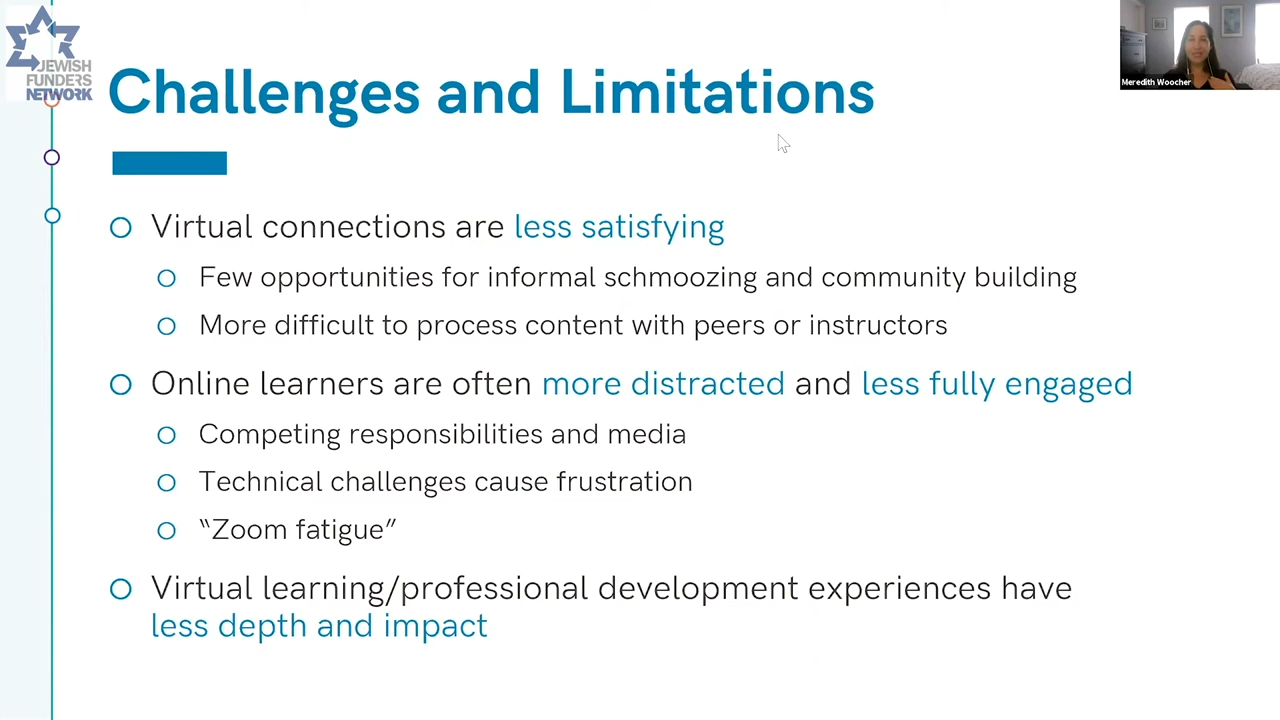 JEWISH
FUNDERS
NETWORK
Challenges and Limitations
Meredith Woocher
Virtual connections are less satisfying
Few opportunities for informal schmoozing and community building
More difficult to process content with peers or instructors
Online learners are often more distracted and less fully engaged
Competing responsibilities and media
Technical challenges cause frustration
“Zoom fatigue”
Virtual learning/professional development experiences have
less depth and impact